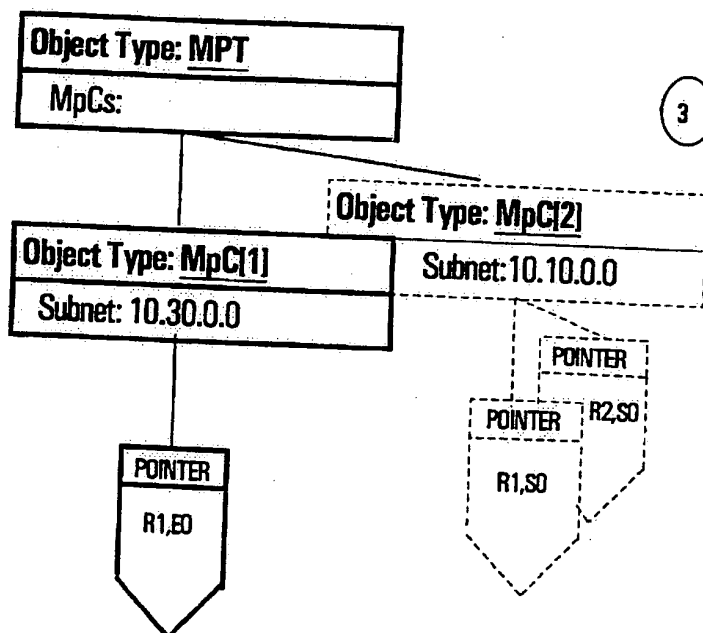 Object Type: MPT
MpCs:
3
Object Type: MpC[2]
Subnet:10.10.0.0
Object Type: MpC[1]
Subnet: 10.30.0.0
POINTER
R2,S0
POINTER
R1,S0
POINTER
R1,E0